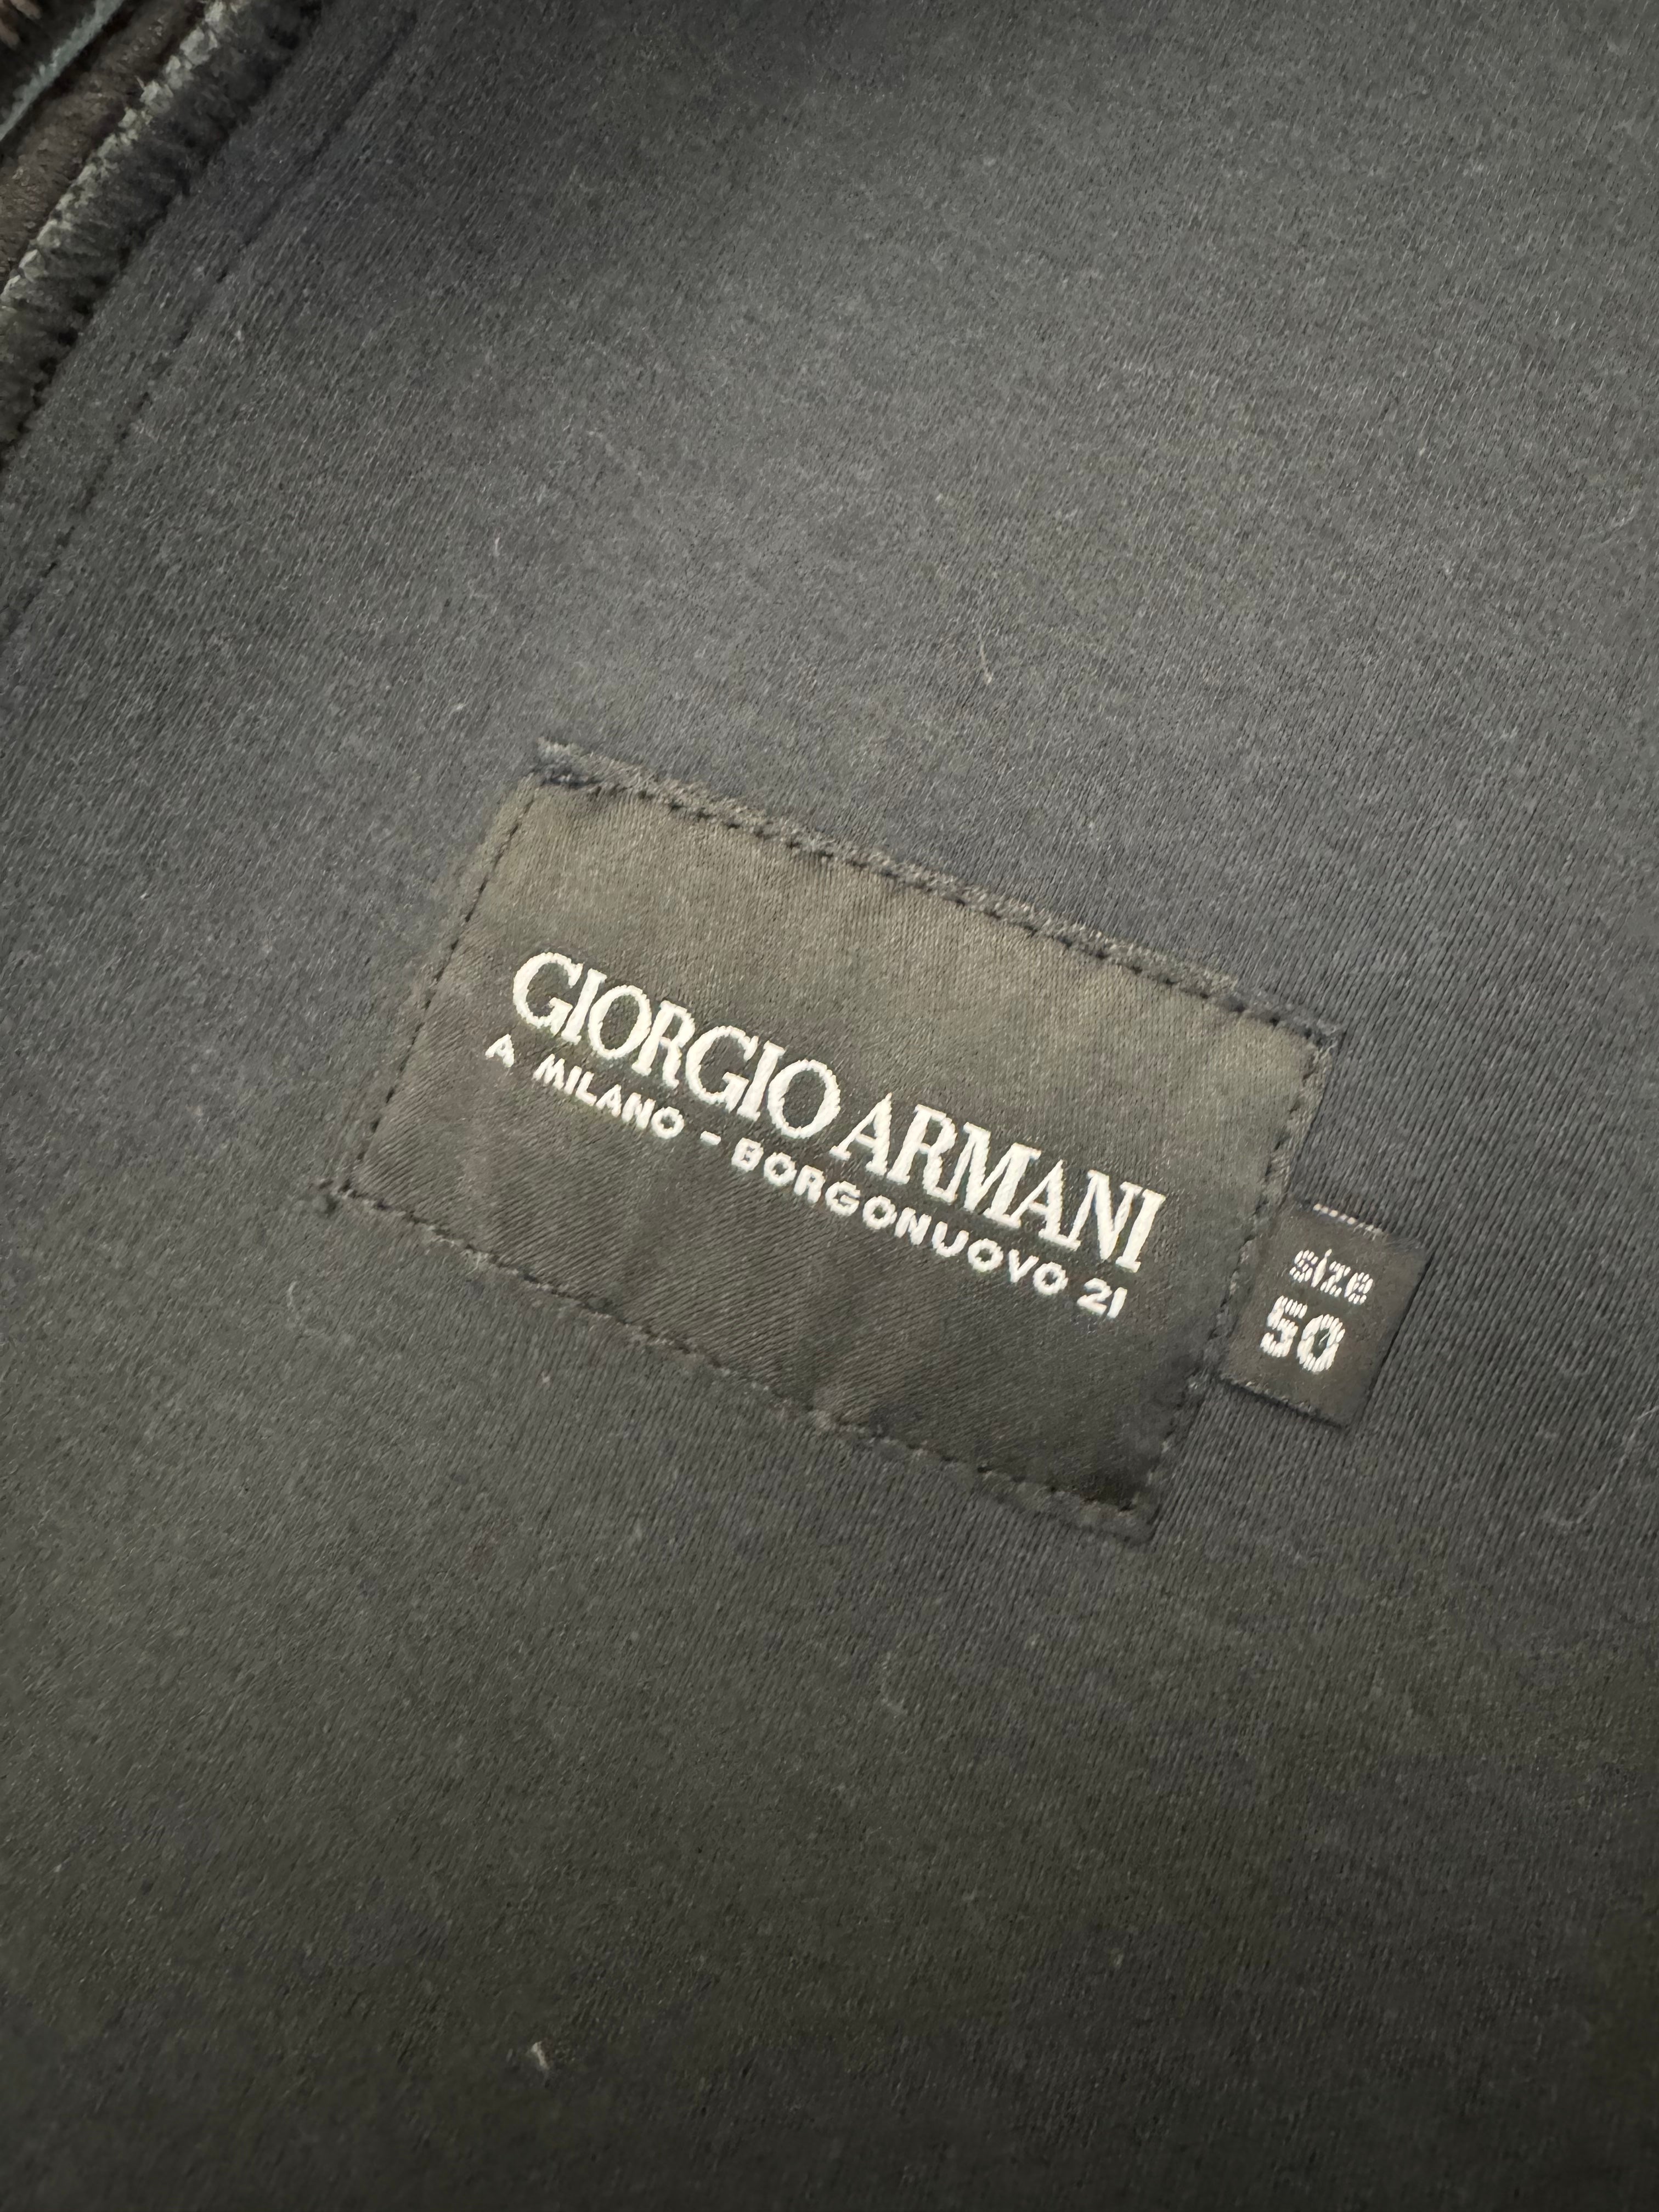 GIORGIO ARMANI
A MILANO - BORGONUOVO 21
size
50